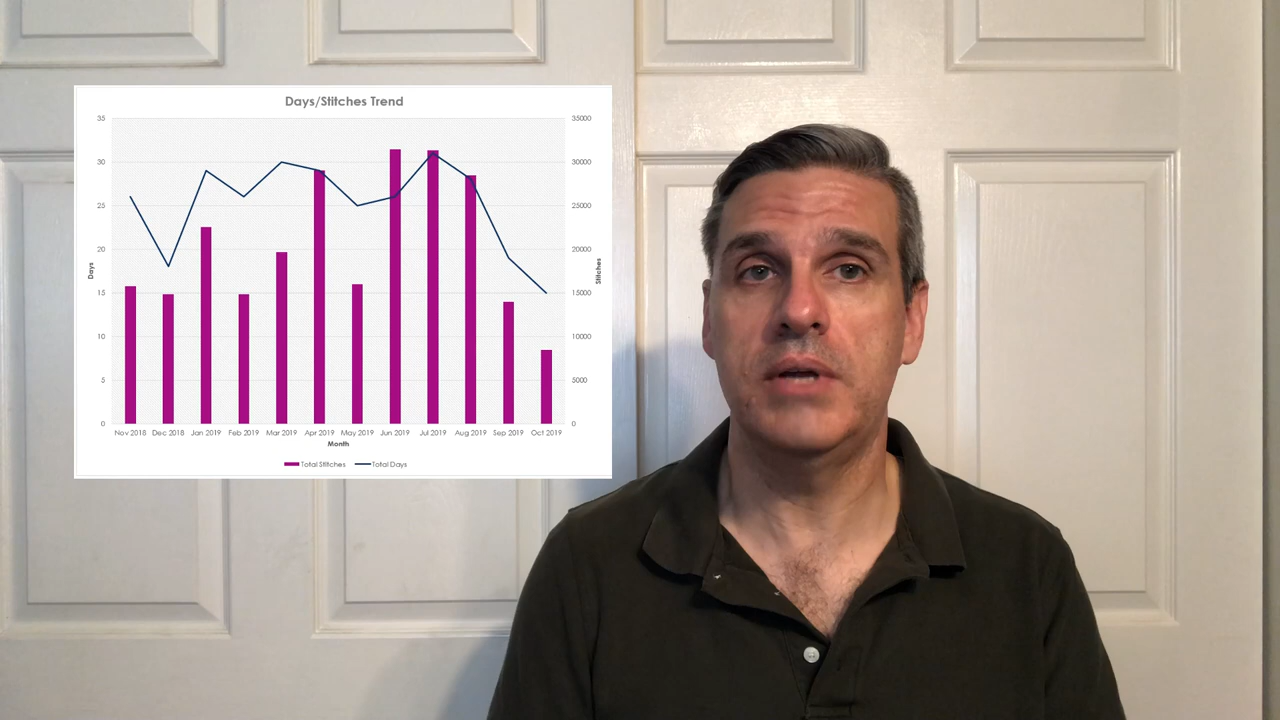 Days/Stitches Trend
35 35000
30 30000
25 25000
20 20000
15 15000
10 10000
5 5000
0 0
Days
Stitches
Nov 2018 Dec 2018 Jan 2019 Feb 2019 Mar 2019 Apr 2019 May 2019 Jun 2019 Jul 2019 Aug 2019 Sep 2019 Oct 2019
Month
Total Stitches Total Days